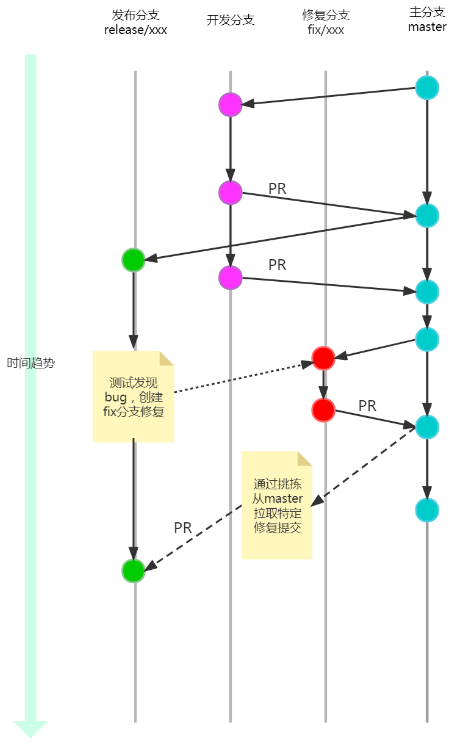 发布分支
release/xxx
开发分支
修复分支
fix/xxx
主分支
master
PR
PR
时间趋势
测试发现
bug，创建
fix分支修复
PR
通过挑拣
从master
拉取特定
修复提交
PR